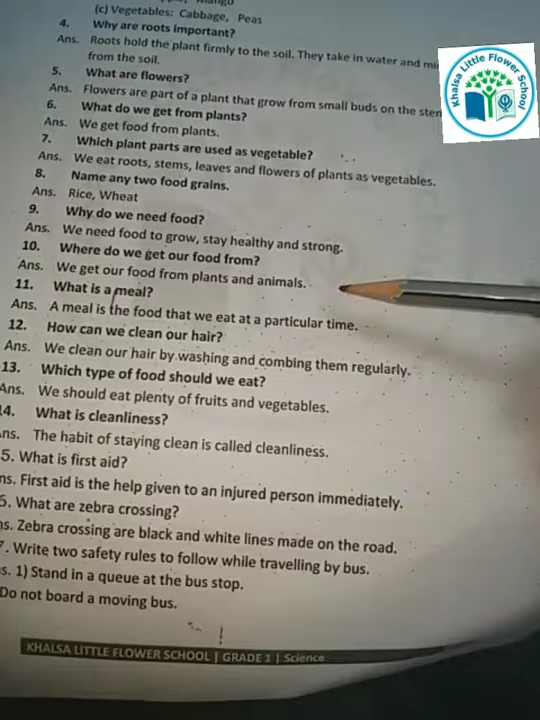 (c) Vegetables: Cabbage, Peas
4. Why are roots important?
Ans. Roots hold the plant firmly to the soil. They take in water and
from the soil.
5. What are flowers?
Ans. Flowers are part of a plant that grow from small buds on the
6. What do we get from plants?
Ans. We get food from plants.
7. Which plant parts are used as vegetable?
Ans. We eat roots, stems, leaves and flowers of plants as vegetables.
8. Name any two food grains.
Ans. Rice, Wheat
9. Why do we need food?
Ans. We need food to grow, stay healthy and strong.
10. Where do we get our food from?
Ans. We get our food from plants and animals.
11. What is a meal?
Ans. A meal is the food that we eat at a particular time.
12. How can we clean our hair?
Ans. We clean our hair by washing and combing them regularly.
13. Which type of food should we eat?
Ans. We should eat plenty of fruits and vegetables.
4. What is cleanliness?
ns. The habit of staying clean is called cleanliness.
5. What is first aid?
ns. First aid is the help given to an injured person immediately.
5. What are zebra crossing?
s. Zebra crossing are black and white lines made on the road.
7. Write two safety rules to follow while travelling by bus.
s. 1) Stand in a queue at the bus stop.
Do not board a moving bus.
KHALSA LITTLE FLOWER SCHOOL | GRADE 1 | Science
Khalsa Little Flower School